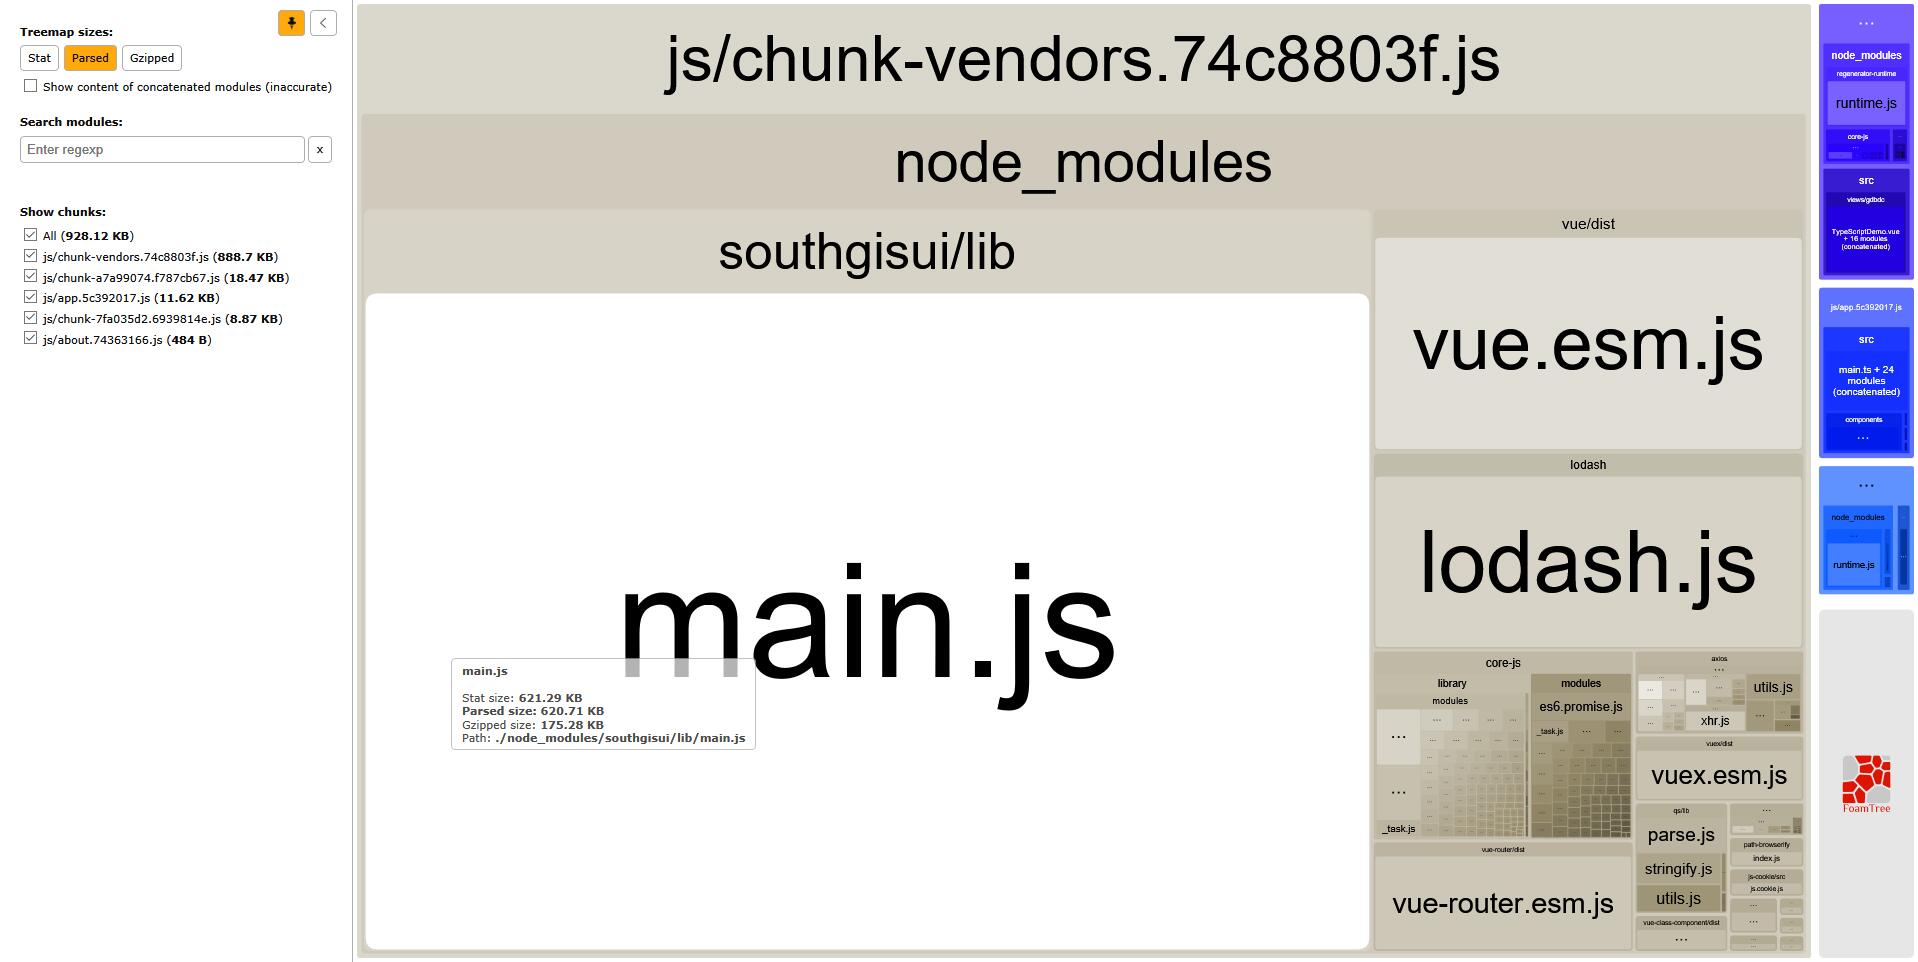 Treemap sizes:
Stat
Parsed
Gzipped
Show content of concatenated modules (inaccurate)
Search modules:
Enter regexp
x
Show chunks:
All (928.12 KB)
js/chunk-vendors.74c8803f.js (888.7 KB)
js/chunk-a7a99074.f787cb67.js (18.47 KB)
js/app.5c392017.js (11.62 KB)
js/chunk-7fa035d2.6939814e.js (8.87 KB)
js/about.74363166.js (484 B)
js/chunk-vendors.74c8803f.js
node_modules
southgisui/lib
main.js
main.js
Stat size: 621.29 KB
Parsed size: 620.71 KB
Gzipped size: 175.28 KB
Path: ./node_modules/southgisui/lib/main.js
vue/dist
vue.esm.js
lodash
lodash.js
core-js
library
modules
...
...
_task.js
modules
es6.promise.js
_task.js
vue-router/dist
vue-router.esm.js
axios
...
utils.js
xhr.js
vuex/dist
vuex.esm.js
qs/lib
parse.js
stringify.js
utils.js
vue-class-component/dist
...
...
path-browserify
index.js
js-cookie/src
js.cookie.js
...
...
...
node_modules
regenerator-runtime
runtime.js
core-js
...
src
views/gdbdc
TypeScriptDemo.vue
+ 16 modules
(concatenated)
js/app.5c392017.js
src
main.ts + 24
modules
(concatenated)
components
...
...
node_modules
...
runtime.js
FoamTree